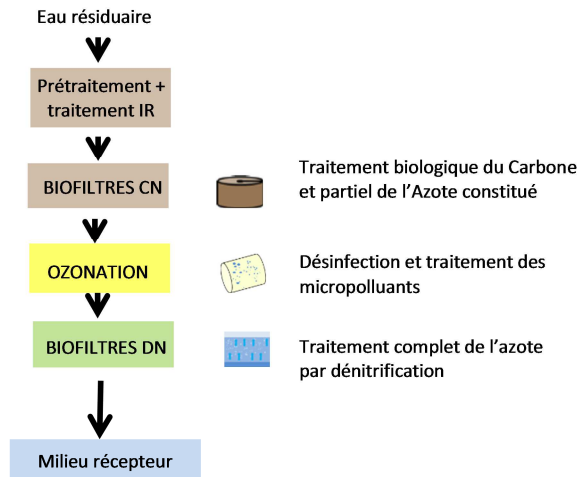 Eau résiduaire
Prétraitement +
traitement IR
BIOFILTRES CN
Traitement biologique du Carbone
et partiel de l’Azote constitué
OZONATION
Désinfection et traitement des
micropolluants
BIOFILTRES DN
Traitement complet de l’azote
par dénitrification
Milieu récepteur